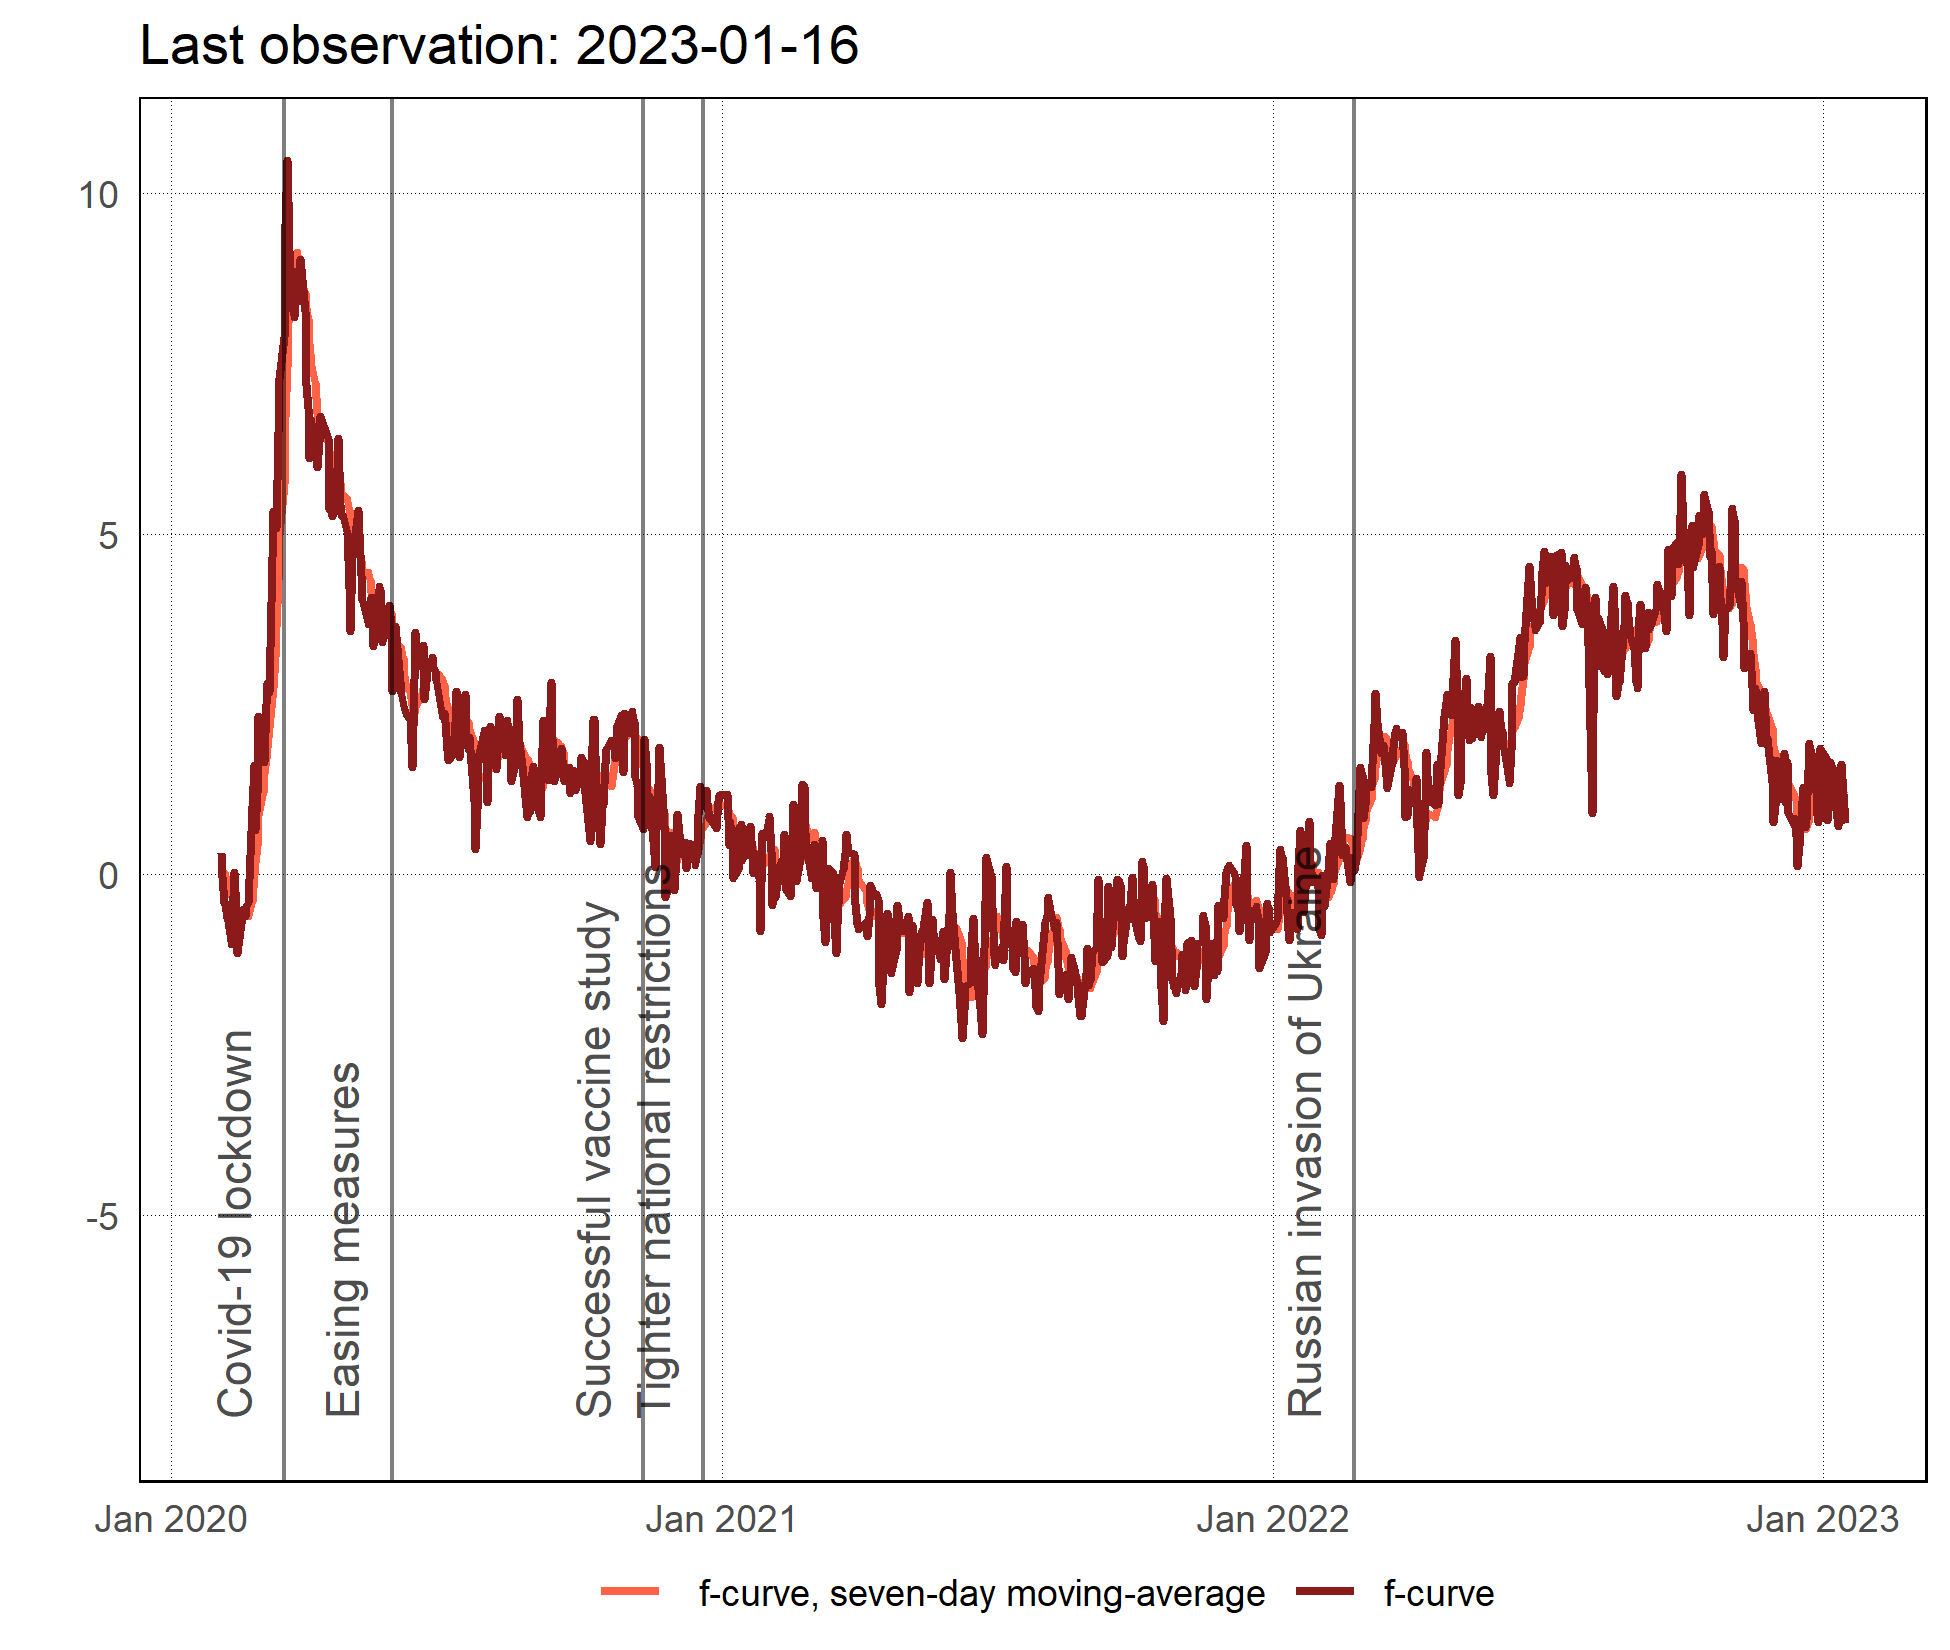 Last observation: 2023-01-16
10
5
0
-5
Covid-19 lockdown
Easing measures
Successful vaccine study
Tighter national restrictions
Russian invasion of Ukraine
Jan 2020
Jan 2021
Jan 2022
Jan 2023
f-curve, seven-day moving-average
f-curve